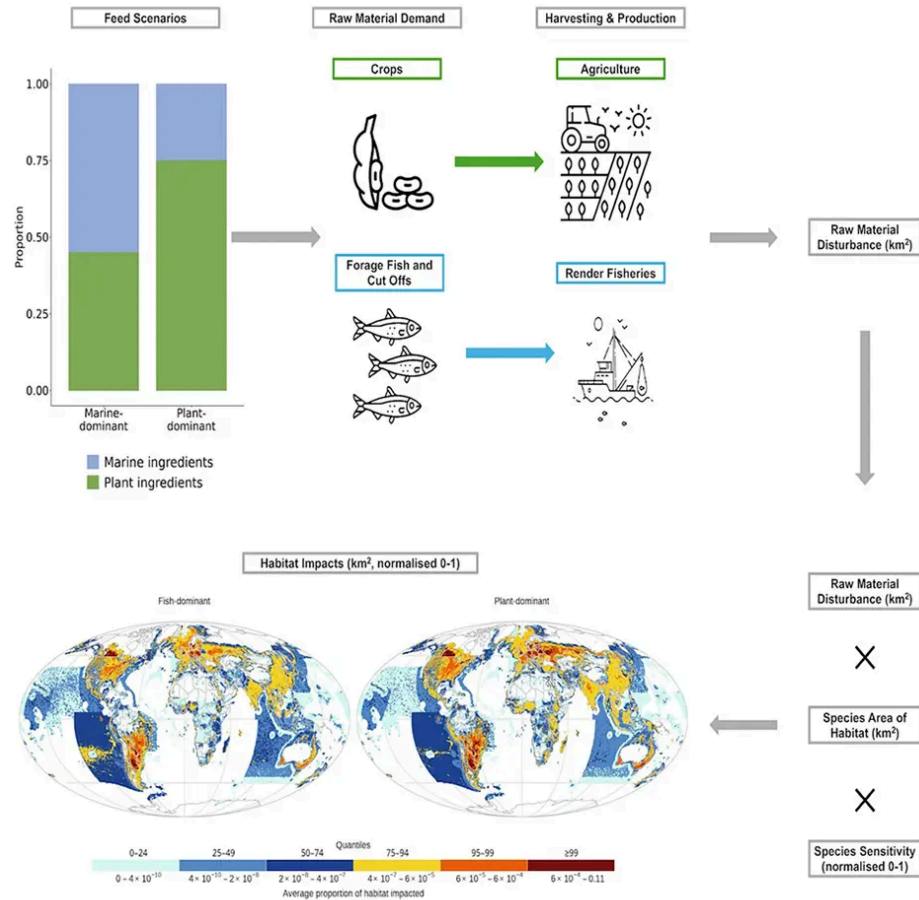 Feed Scenarios
Raw Material Demand
Harvesting & Production
Crops
Agriculture
1.00
0.75
0.50
0.25
0.00
Proportion
Marine-
dominant
Plant-
dominant
Marine ingredients
Plant ingredients
Forage Fish and
Cut Offs
Render Fisheries
Raw Material
Disturbance (km²)
Habitat Impacts (km², normalised 0-1)
Fish-dominant
Plant-dominant
Raw Material
Disturbance (km²)
X
Species Area of
Habitat (km²)
X
Species Sensitivity
(normalised 0-1)
Quantiles
0–24
25–49
50–74
75–94
95–99
≥99
0 – 4 × 10⁻¹⁰
4 × 10⁻¹⁰ – 2 × 10⁻⁸
2 × 10⁻⁸ – 4 × 10⁻⁷
4 × 10⁻⁷ – 6 × 10⁻⁵
6 × 10⁻⁵ – 6 × 10⁻⁴
6 × 10⁻⁴ – 0.11
Average proportion of habitat impacted